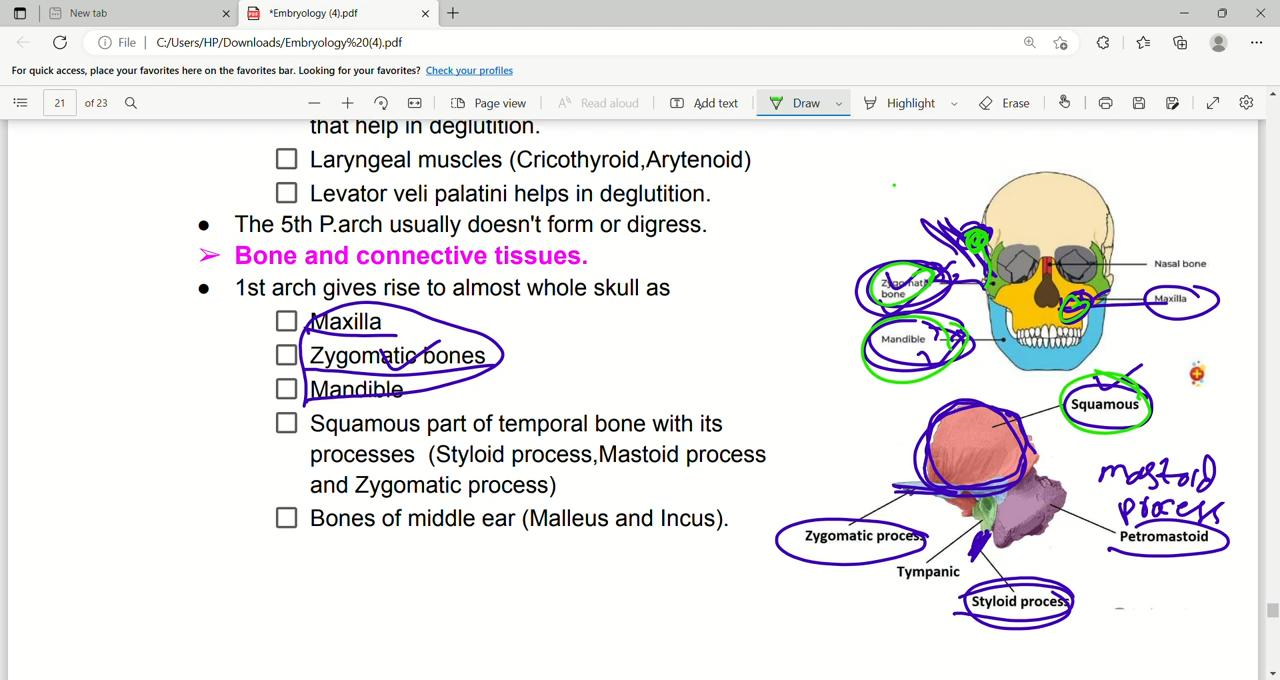 New tab
*Embryology (4).pdf
File
C:/Users/HP/Downloads/Embryology%20(4).pdf
For quick access, place your favorites here on the favorites bar. Looking for your favorites? Check your profiles
21 of 23
Page view
Read aloud
Add text
Draw
Highlight
Erase
that help in deglutition.
Laryngeal muscles (Cricothyroid,Arytenoid)
Levator veli palatini helps in deglutition.
The 5th P.arch usually doesn't form or digress.
Bone and connective tissues.
1st arch gives rise to almost whole skull as
Maxilla
Zygomatic bones
Mandible
Squamous part of temporal bone with its
processes (Styloid process,Mastoid process
and Zygomatic process)
Bones of middle ear (Malleus and Incus).
Nasal bone
Zygomatic
bone
Maxilla
Mandible
Squamous
mastoid
process
Zygomatic process
Petromastoid
Tympanic
Styloid process